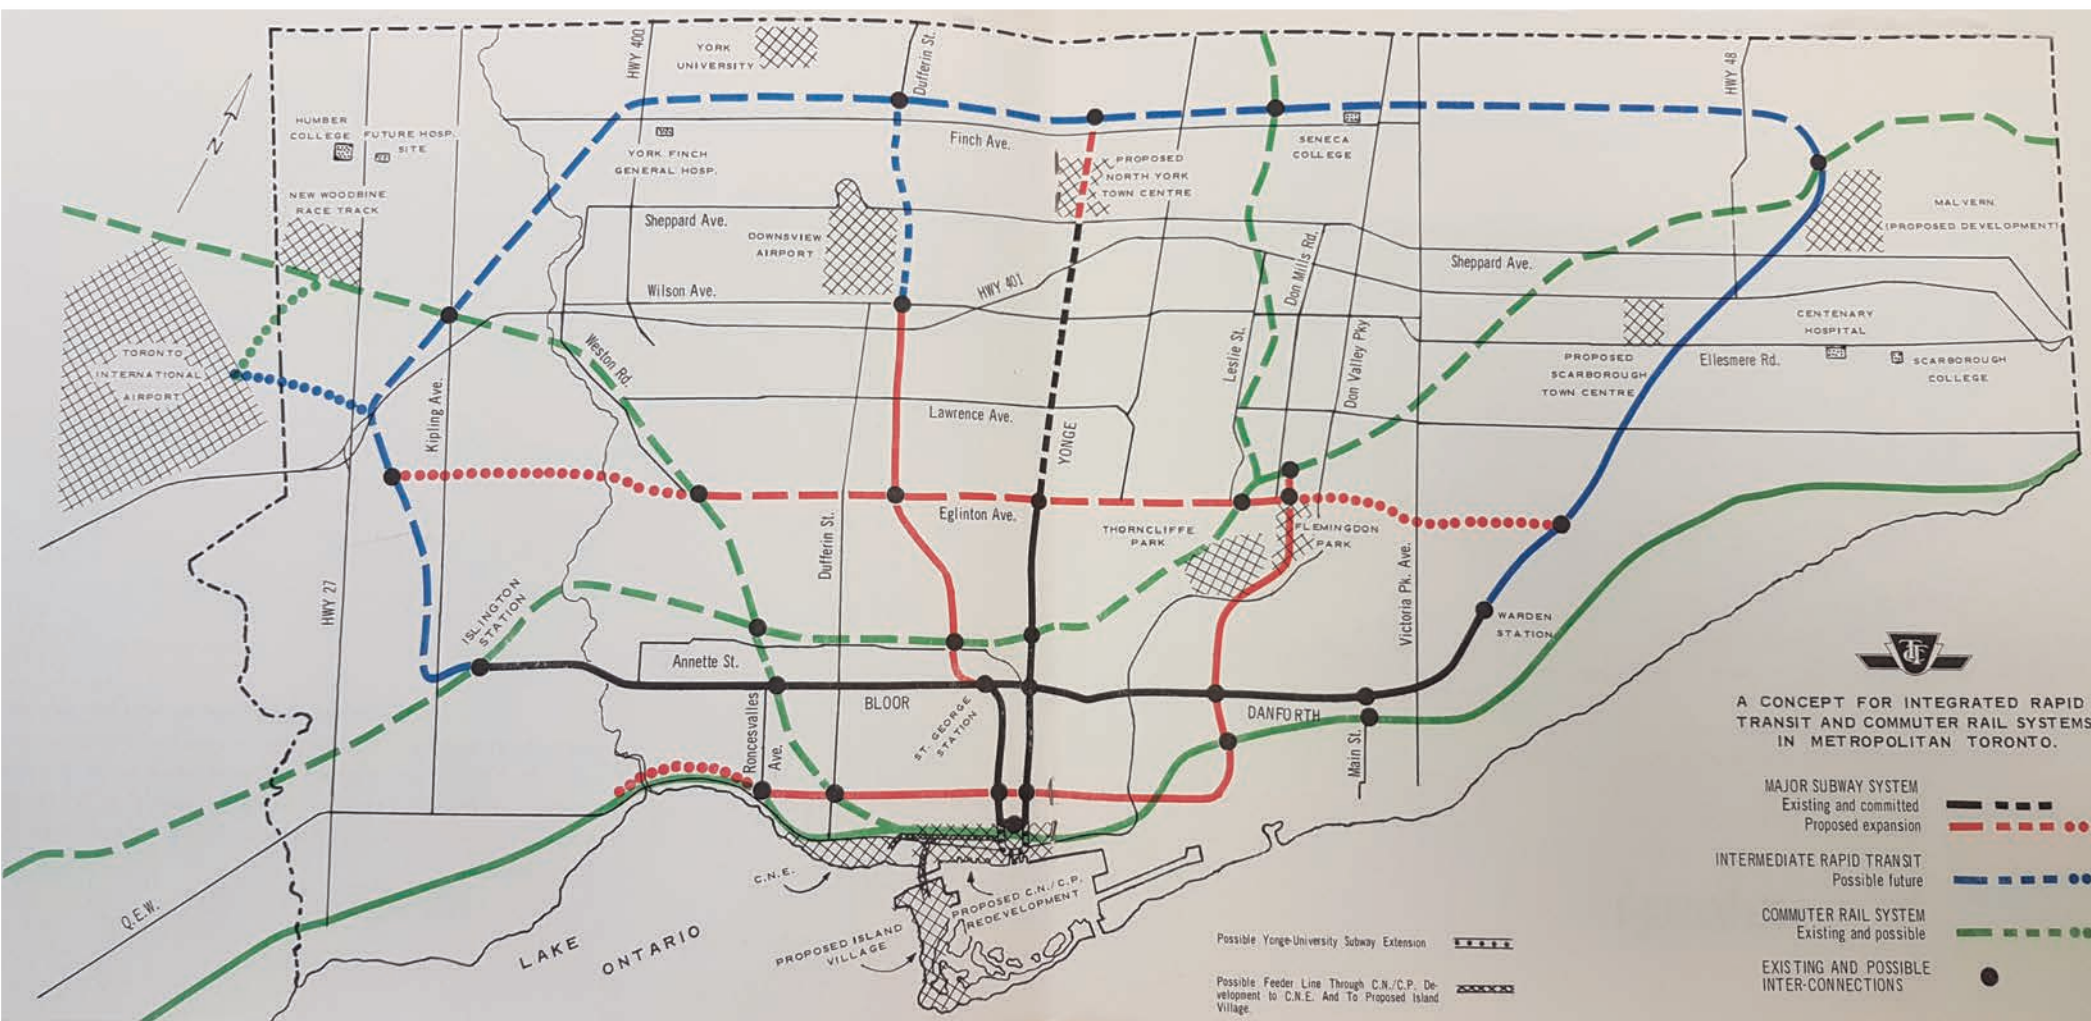 HWY 400
YORK
UNIVERSITY
Dufferin St.
HWY 48
HUMBER
COLLEGE
FUTURE HOSP.
SITE
N
YORK FINCH
GENERAL HOSP.
Finch Ave.
PROPOSED
NORTH YORK
TOWN CENTRE
SENECA
COLLEGE
NEW WOODBINE
RACE TRACK
Sheppard Ave.
DOWNSVIEW
AIRPORT
MALVERN
(PROPOSED DEVELOPMENT)
Don Mills Rd.
Sheppard Ave.
Wilson Ave.
HWY 401
CENTENARY
HOSPITAL
TORONTO
INTERNATIONAL
AIRPORT
Weston Rd.
Kipling Ave.
Leslie St.
Don Valley Pky
PROPOSED
SCARBOROUGH
TOWN CENTRE
Ellesmere Rd.
SCARBOROUGH
COLLEGE
Lawrence Ave.
YONGE
Eglinton Ave.
THORNCLIFFE
PARK
FLEMINGDON
PARK
Dufferin St.
HWY 27
ISLINGTON
STATION
Victoria Pk. Ave.
WARDEN
STATION
Annette St.
BLOOR
DANFORTH
Roncesvalles
Ave.
ST. GEORGE
STATION
Main St.
TTC
A CONCEPT FOR INTEGRATED RAPID
TRANSIT AND COMMUTER RAIL SYSTEMS
IN METROPOLITAN TORONTO.
MAJOR SUBWAY SYSTEM
Existing and committed
Proposed expansion
INTERMEDIATE RAPID TRANSIT
Possible future
COMMUTER RAIL SYSTEM
Existing and possible
EXISTING AND POSSIBLE
INTER-CONNECTIONS
Q.E.W.
LAKE
ONTARIO
C.N.E.
PROPOSED C.N./C.P.
REDEVELOPMENT
PROPOSED ISLAND
VILLAGE
Possible Yonge-University Subway Extension
Possible Feeder Line Through C.N./C.P. De-
velopment to C.N.E. And To Proposed Island
Village